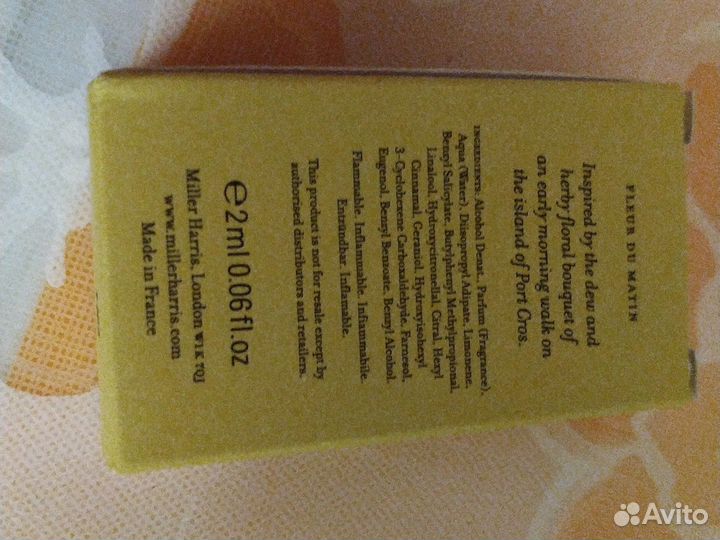 FLEUR DU MATIN
Inspired by the dew and
herby floral bouquet of
an early morning walk on
the island of Port Cros.
INGREDIENTS: Alcohol Denat., Parfum (Fragrance),
Aqua (Water), Diisopropyl Adipate, Limonene,
Benzyl Salicylate, Butylphenyl Methylpropional,
Linalool, Hydroxycitronellal, Citral, Hexyl
Cinnamal, Geraniol, Hydroxyisohexyl
3-Cyclohexene Carboxaldehyde, Farnesol,
Eugenol, Benzyl Benzoate, Benzyl Alcohol.
Flammable. Inflammable. Infiammabile.
Entzündbar. Inflamable.
This product is not for resale except by
authorised distributors and retailers.
e2ml 0.06fl.oz
Miller Harris, London W1K 7QJ
www.millerharris.com
Made in France
Avito